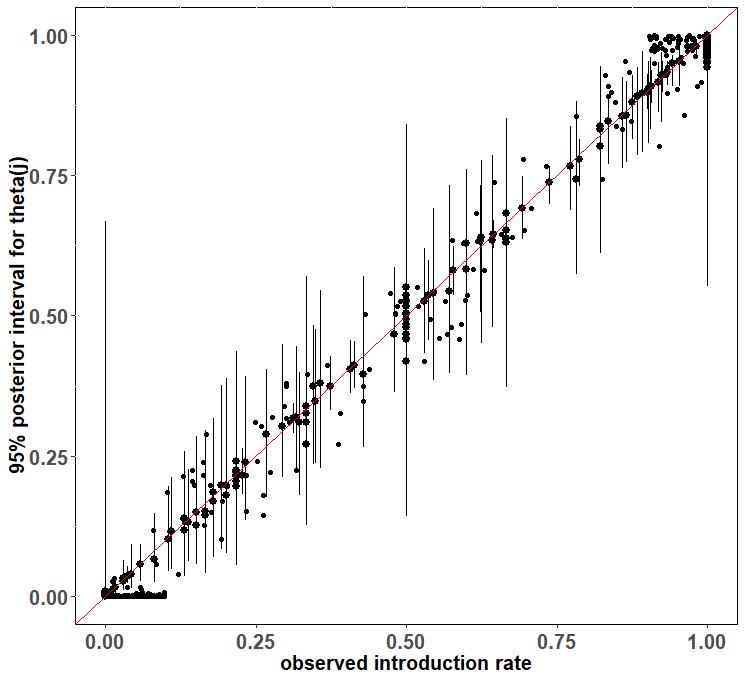 1.00
0.75
0.50
0.25
0.00
95% posterior interval for theta(j)
0.00 0.25 0.50 0.75 1.00
observed introduction rate